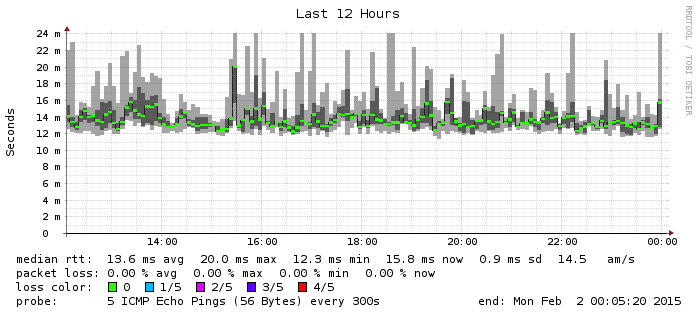 Last 12 Hours
RRDTOOL / TOBI OETIKER
Seconds
24 m
22 m
20 m
18 m
16 m
14 m
12 m
10 m
8 m
6 m
4 m
2 m
0
14:00 16:00 18:00 20:00 22:00 00:00
median rtt: 13.6 ms avg 20.0 ms max 12.3 ms min 15.8 ms now 0.9 ms sd 14.5 am/s
packet loss: 0.00 % avg 0.00 % max 0.00 % min 0.00 % now
loss color: 0 1/5 2/5 3/5 4/5
probe: 5 ICMP Echo Pings (56 Bytes) every 300s end: Mon Feb 2 00:05:20 2015